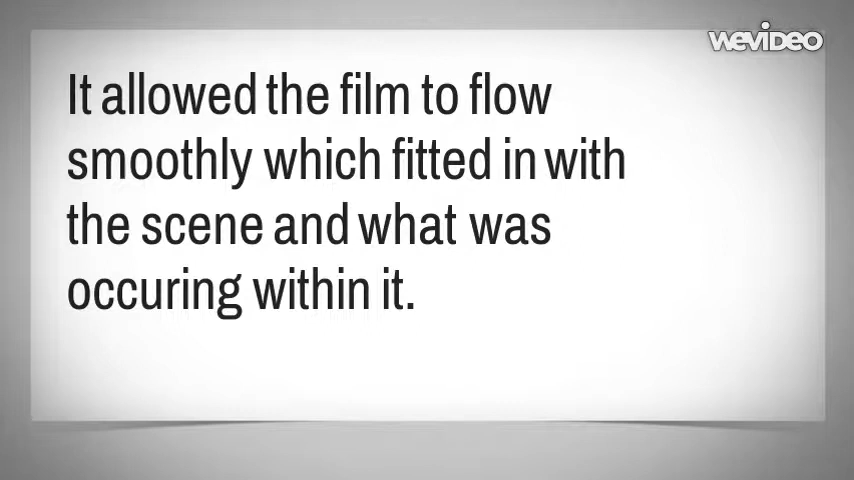 WeVideo
It allowed the film to flow
smoothly which fitted in with
the scene and what was
occuring within it.